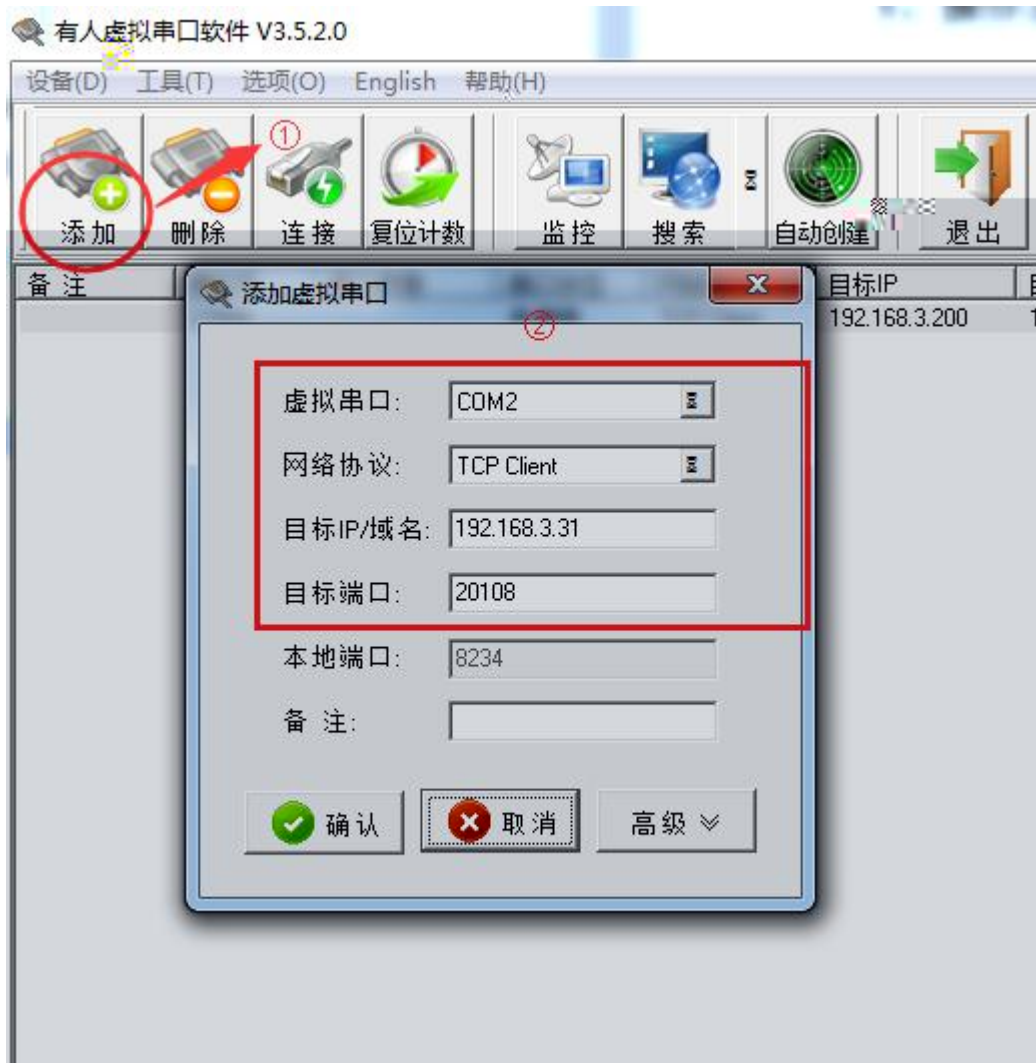 有人虚拟串口软件 V3.5.2.0
设备(D) 工具(T) 选项(O) English 帮助(H)
①
添加 删除 连接 复位计数 监控 搜索 自动创建 退出
备 注 目标IP
添加虚拟串口
192.168.3.200
②
虚拟串口: COM2
网络协议: TCP Client
目标IP/域名: 192.168.3.31
目标端口: 20108
本地端口: 8234
备 注:
确认 取消 高级